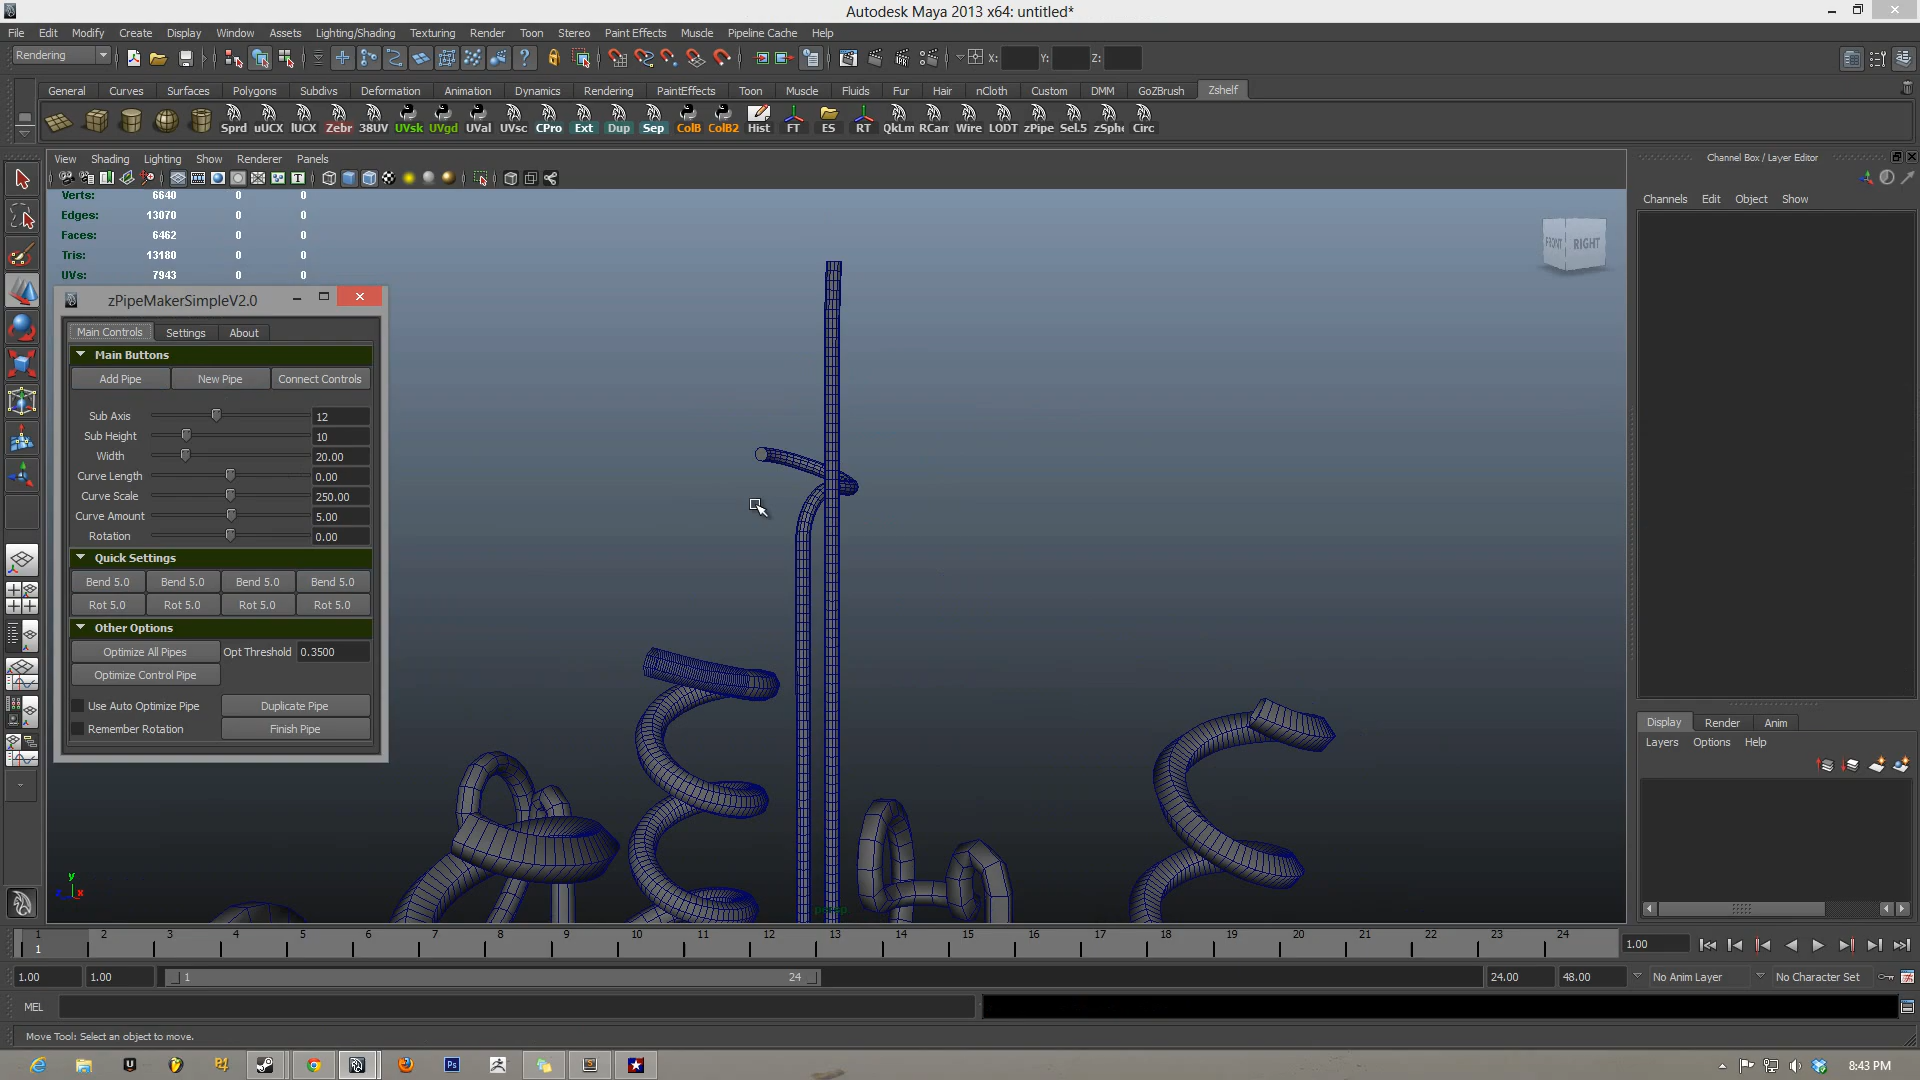 Autodesk Maya 2013 x64: untitled*
File Edit Modify Create Display Window Assets Lighting/Shading Texturing Render Toon Stereo Paint Effects Muscle Pipeline Cache Help
Rendering X: Y: Z:
General Curves Surfaces Polygons Subdivs Deformation Animation Dynamics Rendering PaintEffects Toon Muscle Fluids Fur Hair nCloth Custom DMM GoZBrush Zshelf
Sprd uUCX lUCX Zebr 38UV UVsk UVgd UVal UVsc CPro Ext Dup Sep ColB ColB2 Hist FT ES RT QkLm RCam Wire LODT zPipe Sel.5 zSph Circ
View Shading Lighting Show Renderer Panels
Channel Box / Layer Editor
Channels Edit Object Show
Verts: 6640 0 0
Edges: 13070 0 0
Faces: 6462 0 0
Tris: 13180 0 0
UVs: 7943 0 0
FRONT RIGHT
zPipeMakerSimpleV2.0
Main Controls Settings About
Main Buttons
Add Pipe New Pipe Connect Controls
Sub Axis 12
Sub Height 10
Width 20.00
Curve Length 0.00
Curve Scale 250.00
Curve Amount 5.00
Rotation 0.00
Quick Settings
Bend 5.0 Bend 5.0 Bend 5.0 Bend 5.0
Rot 5.0 Rot 5.0 Rot 5.0 Rot 5.0
Other Options
Optimize All Pipes Opt Threshold 0.3500
Optimize Control Pipe
Use Auto Optimize Pipe Duplicate Pipe
Remember Rotation Finish Pipe
y
x
persp
Display Render Anim
Layers Options Help
1 2 3 4 5 6 7 8 9 10 11 12 13 14 15 16 17 18 19 20 21 22 23 24
1 1.00
1.00 1.00 1 24 24.00 48.00 No Anim Layer No Character Set
MEL
Move Tool: Select an object to move.
Ps
8:43 PM